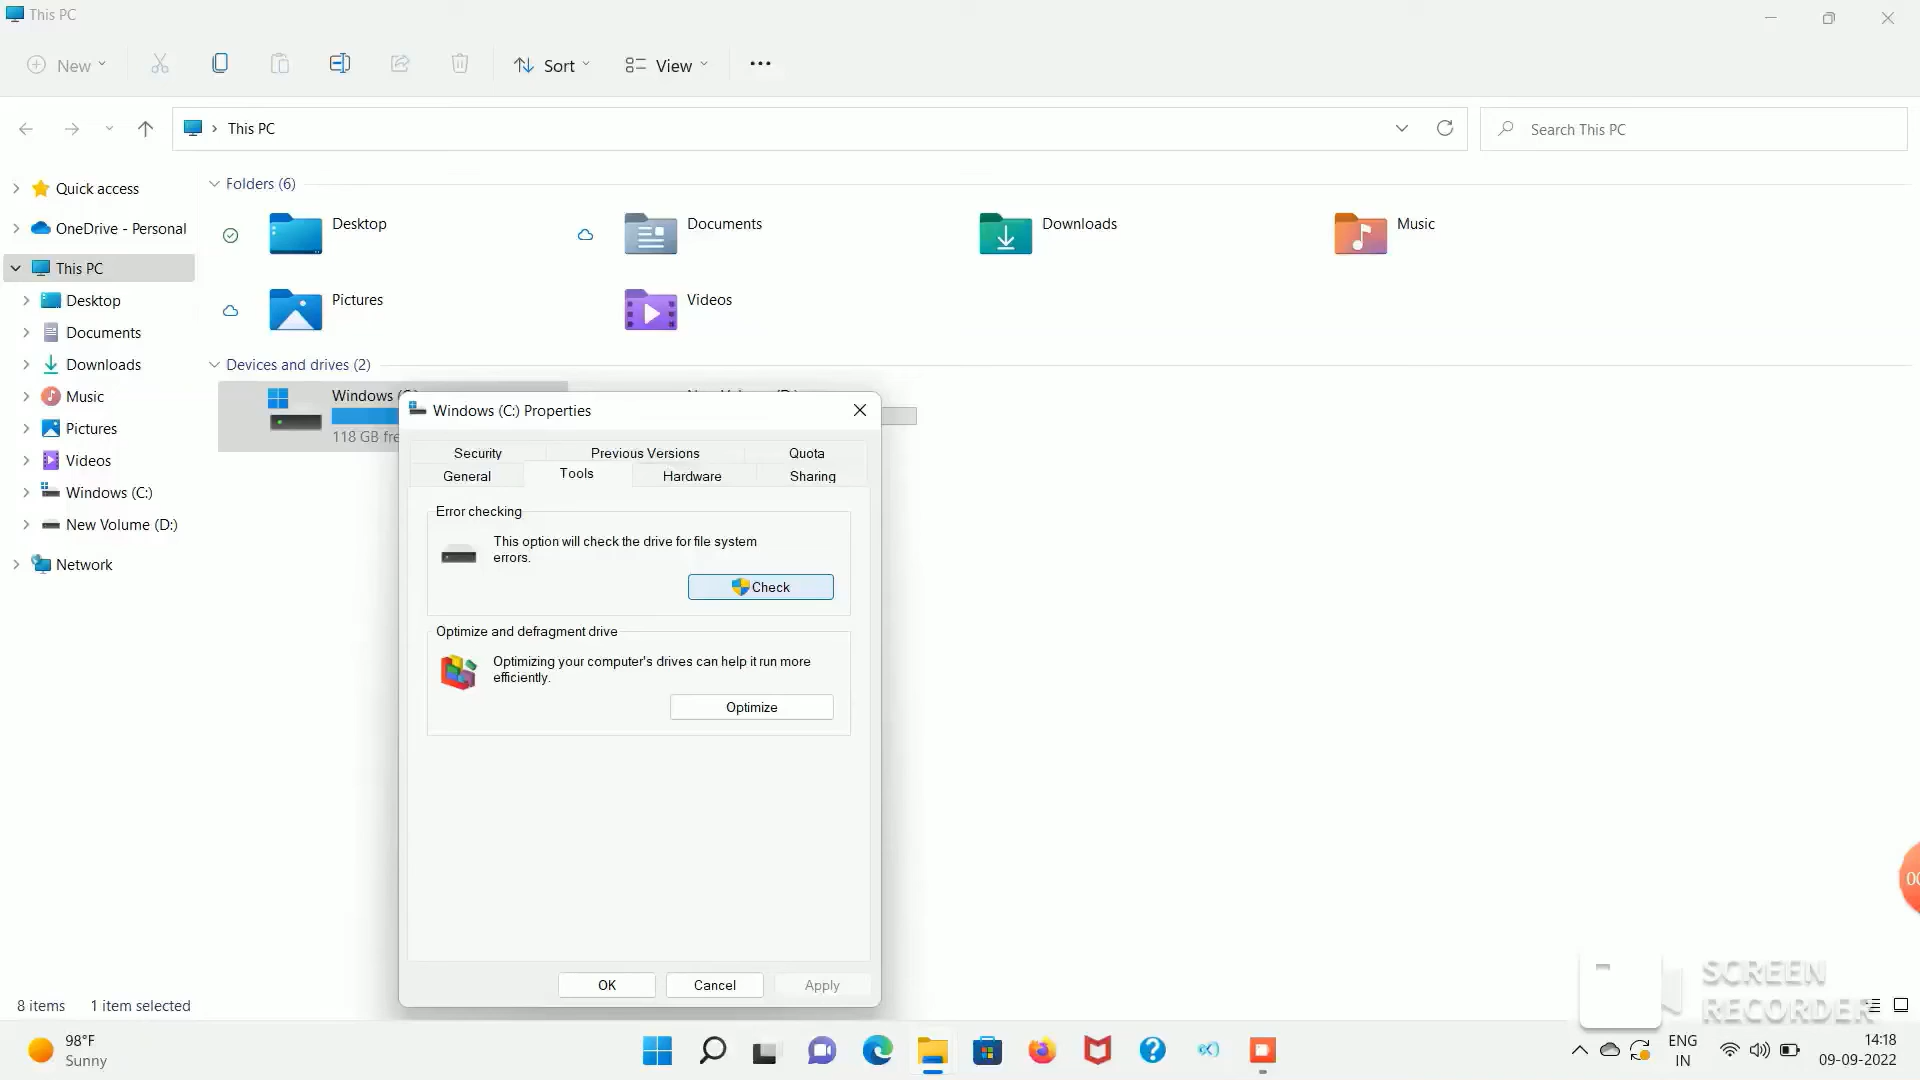 This PC
New
Sort
View
This PC
Search This PC
Quick access
OneDrive - Personal
This PC
Desktop
Documents
Downloads
Music
Pictures
Videos
Windows (C:)
New Volume (D:)
Network
Folders (6)
Desktop
Documents
Downloads
Music
Pictures
Videos
Devices and drives (2)
Windows
118 GB
Windows (C:) Properties
Security
Previous Versions
Quota
General
Tools
Hardware
Sharing
Error checking
This option will check the drive for file system
errors.
Check
Optimize and defragment drive
Optimizing your computer's drives can help it run more
efficiently.
Optimize
OK
Cancel
Apply
8 items
1 item selected
SCREEN
RECORDER
98°F
Sunny
ENG
IN
14:18
09-09-2022